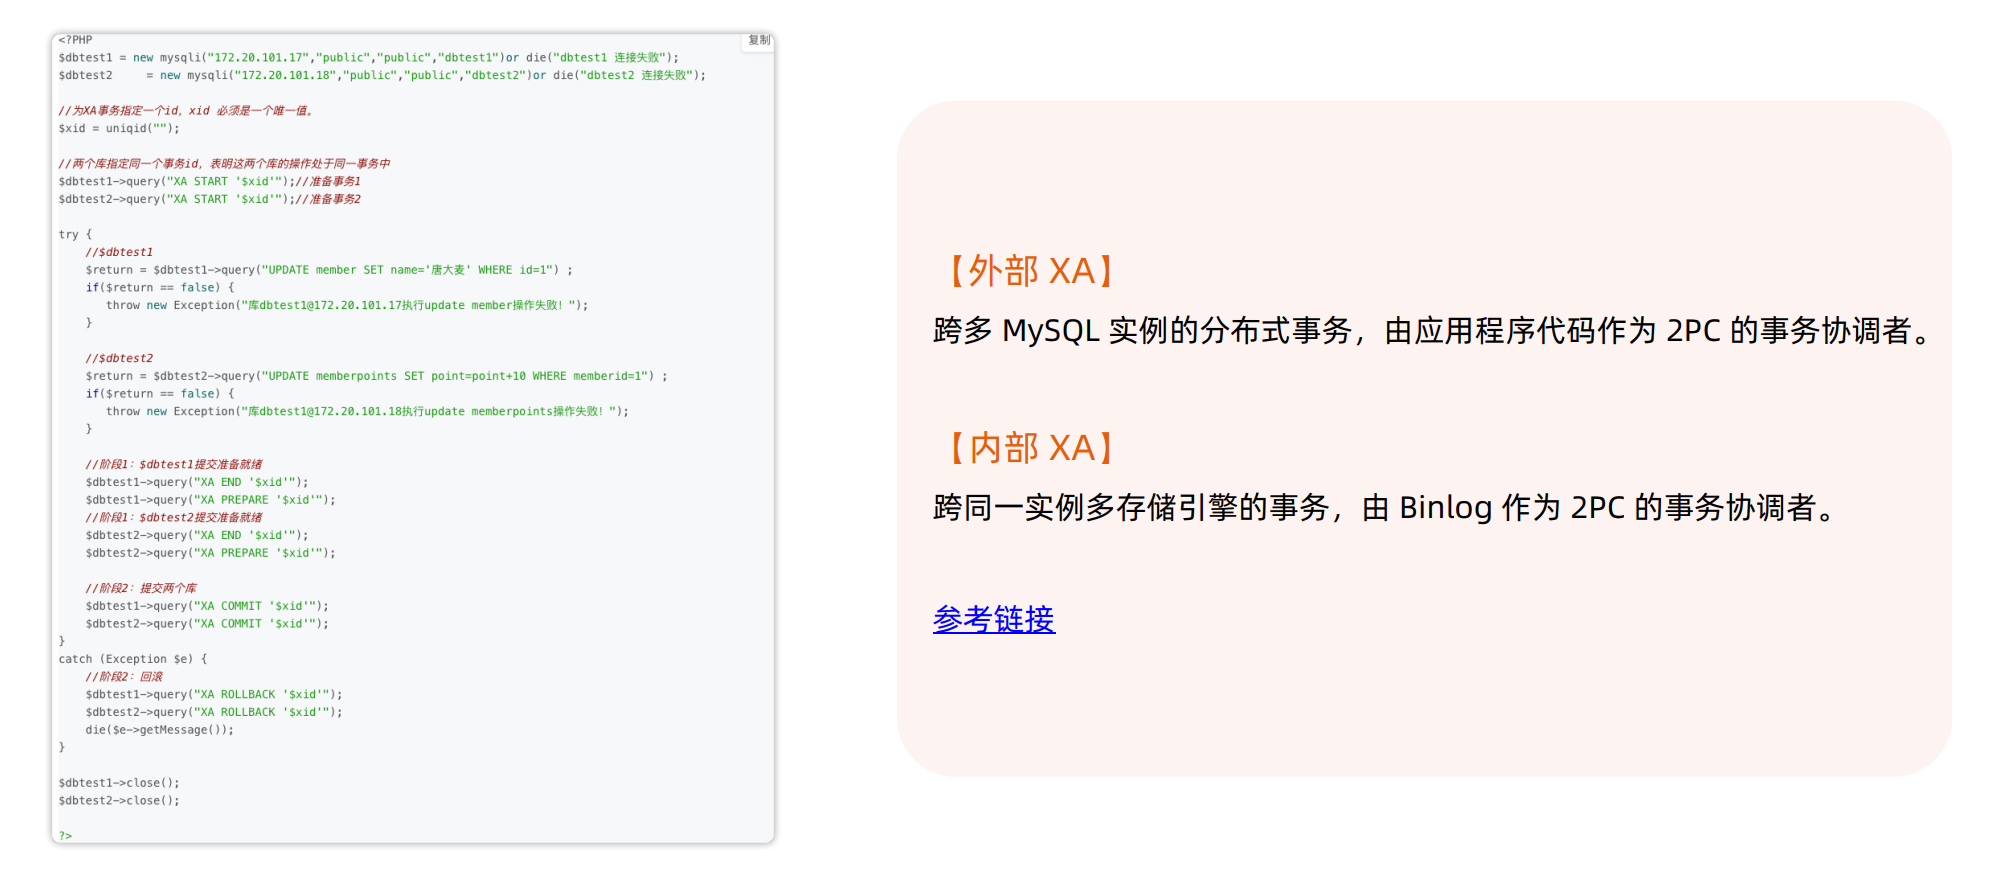 <?PHP
复制
$dbtest1 = new mysqli("172.20.101.17","public","public","dbtest1")or die("dbtest1 连接失败");
$dbtest2     = new mysqli("172.20.101.18","public","public","dbtest2")or die("dbtest2 连接失败");
//为XA事务指定一个id，xid 必须是一个唯一值。
$xid = uniqid("");
//两个库指定同一个事务id，表明这两个库的操作处于同一事务中
$dbtest1->query("XA START '$xid'");//准备事务1
$dbtest2->query("XA START '$xid'");//准备事务2
try {
    //$dbtest1
    $return = $dbtest1->query("UPDATE member SET name='唐大麦' WHERE id=1") ;
    if($return == false) {
       throw new Exception("库dbtest1@172.20.101.17执行update member操作失败！");
    }
    //$dbtest2
    $return = $dbtest2->query("UPDATE memberpoints SET point=point+10 WHERE memberid=1") ;
    if($return == false) {
       throw new Exception("库dbtest1@172.20.101.18执行update memberpoints操作失败！");
    }
    //阶段1：$dbtest1提交准备就绪
    $dbtest1->query("XA END '$xid'");
    $dbtest1->query("XA PREPARE '$xid'");
    //阶段1：$dbtest2提交准备就绪
    $dbtest2->query("XA END '$xid'");
    $dbtest2->query("XA PREPARE '$xid'");
    //阶段2：提交两个库
    $dbtest1->query("XA COMMIT '$xid'");
    $dbtest2->query("XA COMMIT '$xid'");
}
catch (Exception $e) {
    //阶段2：回滚
    $dbtest1->query("XA ROLLBACK '$xid'");
    $dbtest2->query("XA ROLLBACK '$xid'");
    die($e->getMessage());
}
$dbtest1->close();
$dbtest2->close();
?>
【外部 XA】
跨多 MySQL 实例的分布式事务，由应用程序代码作为 2PC 的事务协调者。
【内部 XA】
跨同一实例多存储引擎的事务，由 Binlog 作为 2PC 的事务协调者。
参考链接